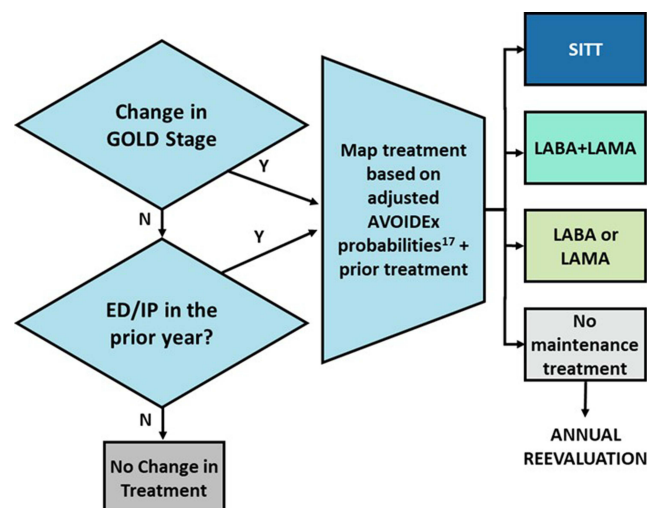 Change in
GOLD Stage
Y
N
ED/IP in the
prior year?
Y
N
No Change in
Treatment
Map treatment
based on
adjusted
AVOIDEx
probabilities¹⁷ +
prior treatment
SITT
LABA+LAMA
LABA or
LAMA
No
maintenance
treatment
ANNUAL
REEVALUATION